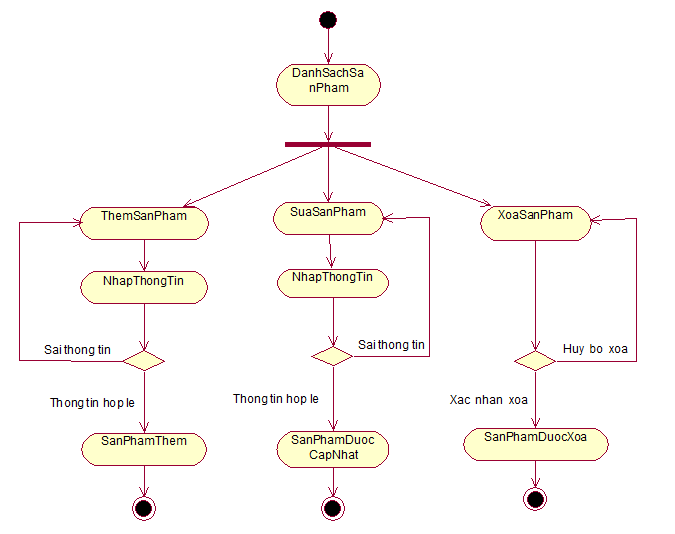 DanhSachSa
nPham
ThemSanPham
SuaSanPham
XoaSanPham
NhapThongTin
NhapThongTin
Sai thong tin
Sai thong tin
Huy bo xoa
Thong tin hop le
Thong tin hop le
Xac nhan xoa
SanPhamThem
SanPhamDuoc
CapNhat
SanPhamDuocXoa